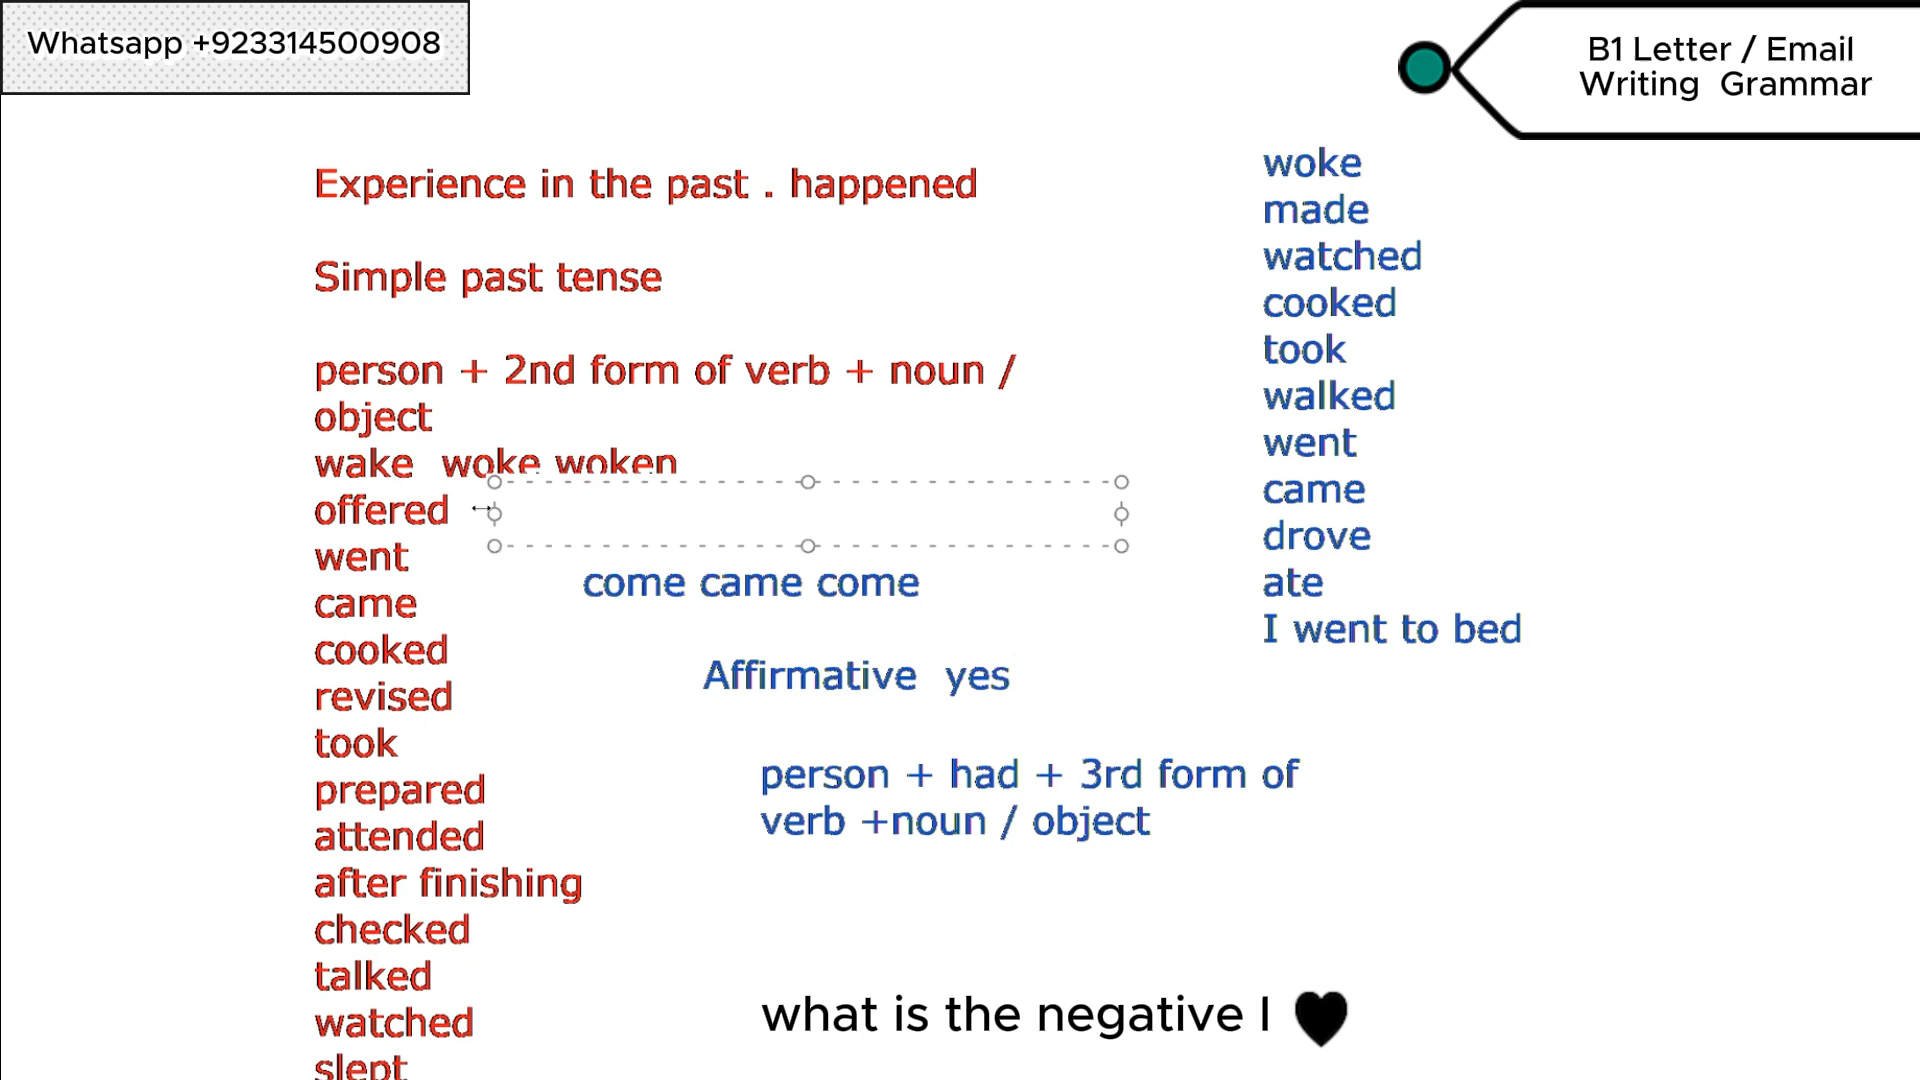 Whatsapp +923314500908
B1 Letter / Email
Writing Grammar
Experience in the past . happened
Simple past tense
person + 2nd form of verb + noun /
object
wake woke woken
offered
went
came
cooked
revised
took
prepared
attended
after finishing
checked
talked
watched
slept
come came come
Affirmative yes
person + had + 3rd form of
verb +noun / object
what is the negative I
woke
made
watched
cooked
took
walked
went
came
drove
ate
I went to bed